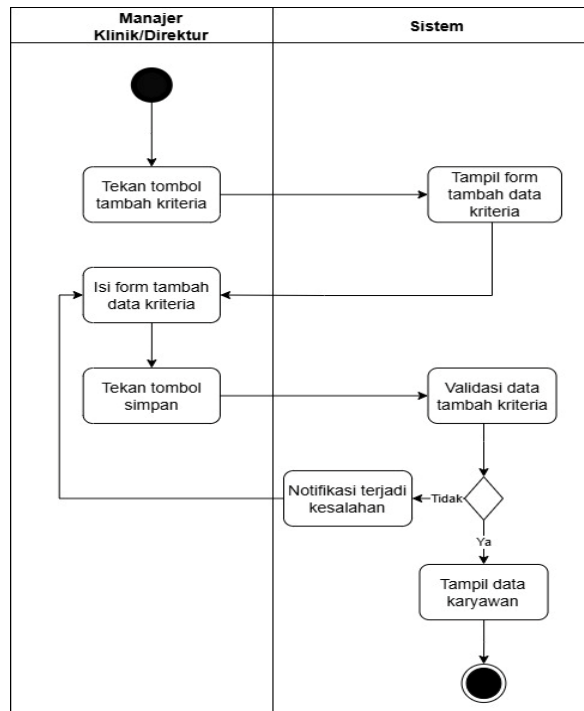 Manajer
Klinik/Direktur
Sistem
Tekan tombol
tambah kriteria
Tampil form
tambah data
kriteria
Isi form tambah
data kriteria
Tekan tombol
simpan
Validasi data
tambah kriteria
Notifikasi terjadi
kesalahan
Tidak
Ya
Tampil data
karyawan